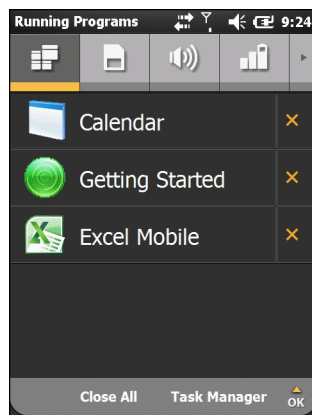 Running Programs 9:24
Calendar
Getting Started
Excel Mobile
Close All Task Manager OK